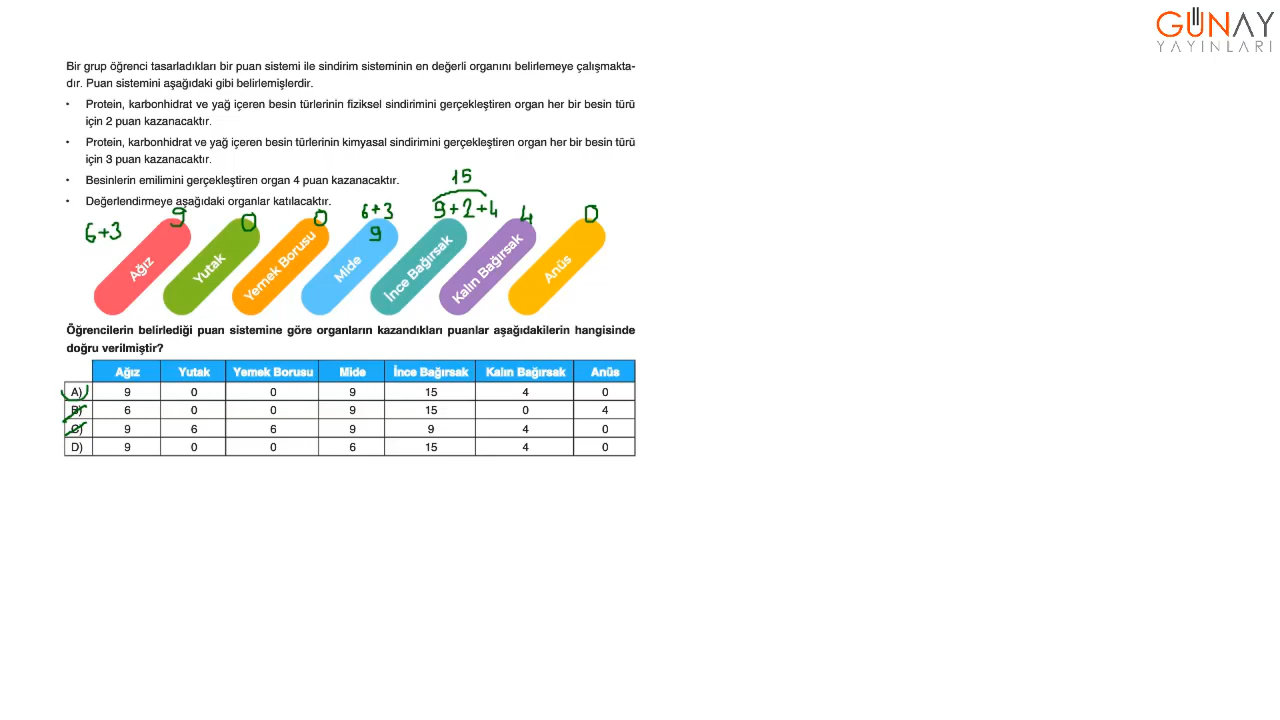 GÜNAY
YAYINLARI
Bir grup öğrenci tasarladıkları bir puan sistemi ile sindirim sisteminin en değerli organını belirlemeye çalışmakta-
dır. Puan sistemini aşağıdaki gibi belirlemişlerdir.
• Protein, karbonhidrat ve yağ içeren besin türlerinin fiziksel sindirimini gerçekleştiren organ her bir besin türü
için 2 puan kazanacaktır.
• Protein, karbonhidrat ve yağ içeren besin türlerinin kimyasal sindirimini gerçekleştiren organ her bir besin türü
için 3 puan kazanacaktır.
• Besinlerin emilimini gerçekleştiren organ 4 puan kazanacaktır.
• Değerlendirmeye aşağıdaki organlar katılacaktır.
15
6+3 9 0 0 6+3 9+2+4 4 0
9
Ağız Yutak Yemek Borusu Mide İnce Bağırsak Kalın Bağırsak Anüs
Öğrencilerin belirlediği puan sistemine göre organların kazandıkları puanlar aşağıdakilerin hangisinde
doğru verilmiştir?
Ağız Yutak Yemek Borusu Mide İnce Bağırsak Kalın Bağırsak Anüs
A) 9 0 0 9 15 4 0
B) 6 0 0 9 15 0 4
C) 9 6 6 9 9 4 0
D) 9 0 0 6 15 4 0